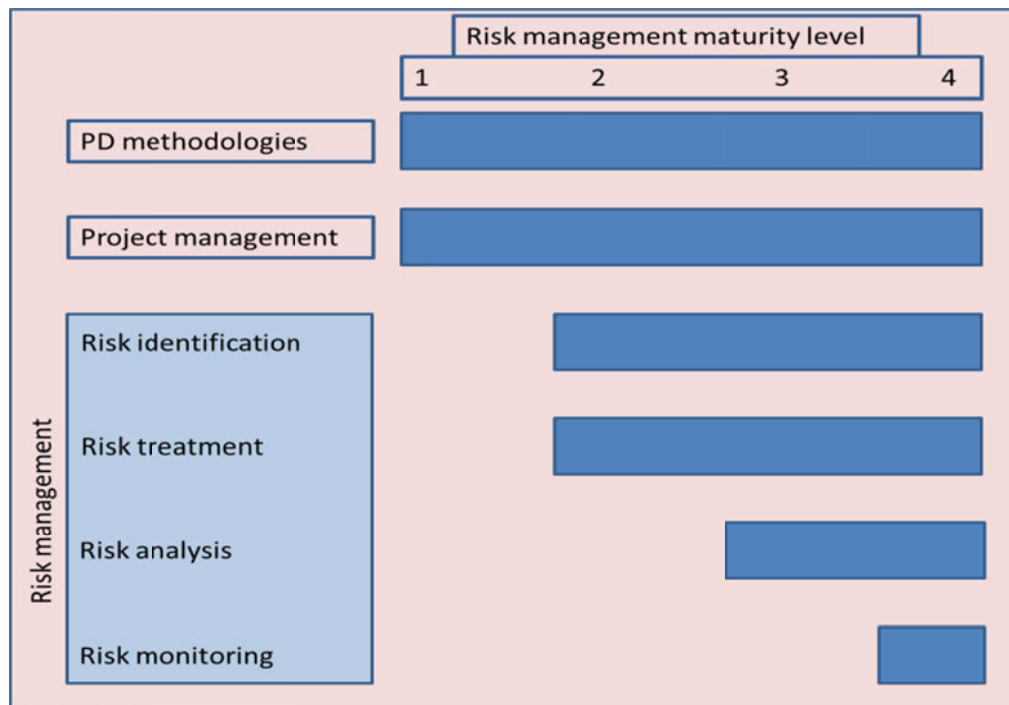 Risk management maturity level
1 2 3 4
PD methodologies
Project management
Risk management
Risk identification
Risk treatment
Risk analysis
Risk monitoring